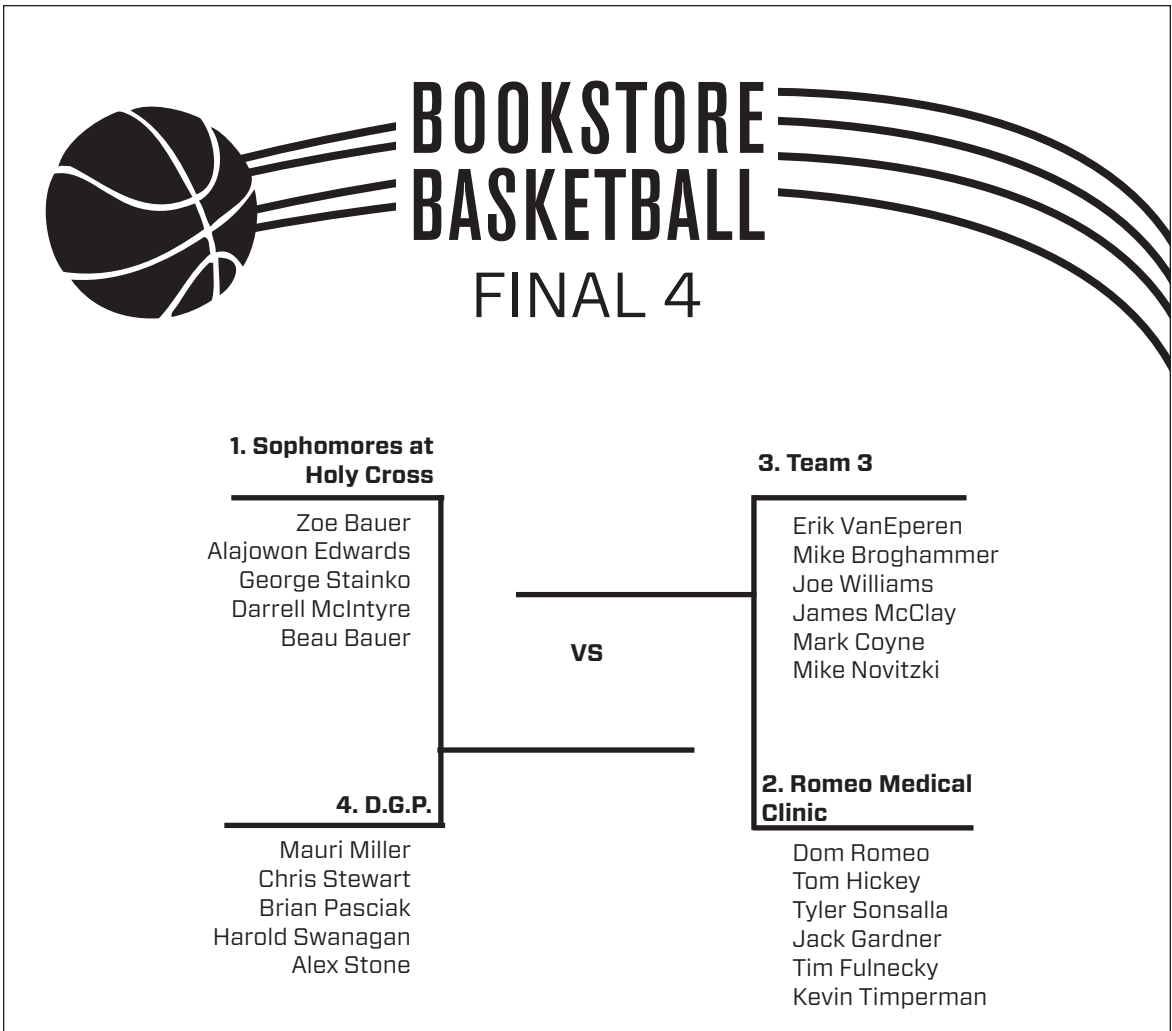 BOOKSTORE
BASKETBALL
FINAL 4
1. Sophomores at
Holy Cross
Zoe Bauer
Alajowon Edwards
George Stainko
Darrell McIntyre
Beau Bauer
4. D.G.P.
Mauri Miller
Chris Stewart
Brian Pasciak
Harold Swanagan
Alex Stone
VS
3. Team 3
Erik VanEperen
Mike Broghammer
Joe Williams
James McClay
Mark Coyne
Mike Novitzki
2. Romeo Medical
Clinic
Dom Romeo
Tom Hickey
Tyler Sonsalla
Jack Gardner
Tim Fulnecky
Kevin Timperman